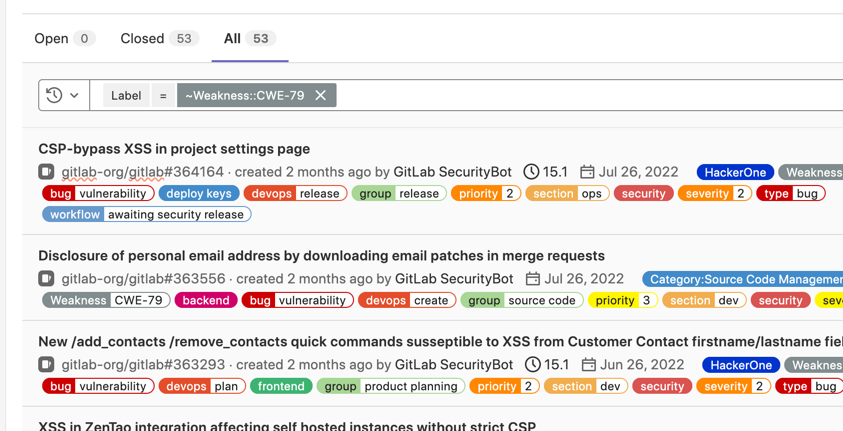 Open 0 Closed 53 All 53
Label = ~Weakness::CWE-79
CSP-bypass XSS in project settings page
gitlab-org/gitlab#364164 · created 2 months ago by GitLab SecurityBot 15.1 Jul 26, 2022 HackerOne Weakness
bug vulnerability deploy keys devops release group release priority 2 section ops security severity 2 type bug
workflow awaiting security release
Disclosure of personal email address by downloading email patches in merge requests
gitlab-org/gitlab#363556 · created 2 months ago by GitLab SecurityBot Jul 26, 2022 Category:Source Code Managemen
Weakness CWE-79 backend bug vulnerability devops create group source code priority 3 section dev security seve
New /add_contacts /remove_contacts quick commands susseptible to XSS from Customer Contact firstname/lastname fiel
gitlab-org/gitlab#363293 · created 2 months ago by GitLab SecurityBot 15.1 Jun 26, 2022 HackerOne Weakness
bug vulnerability devops plan frontend group product planning priority 2 section dev security severity 2 type bug
XSS in ZenTao integration affecting self hosted instances without strict CSP